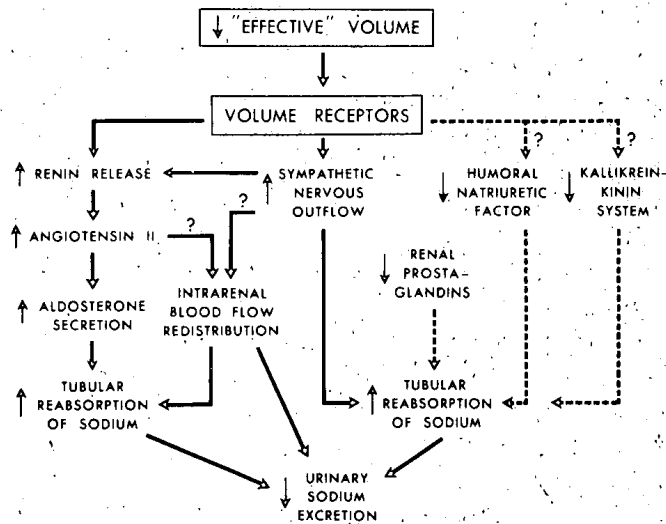 ↓ "EFFECTIVE" VOLUME
VOLUME RECEPTORS
? ?
↑ RENIN RELEASE
↑ SYMPATHETIC
NERVOUS
OUTFLOW
↓ HUMORAL
NATRIURETIC
FACTOR
↓ KALLIKREIN-
KININ
SYSTEM
↑ ANGIOTENSIN II
? ?
↓ RENAL
PROSTA-
GLANDINS
↑ ALDOSTERONE
SECRETION
INTRARENAL
BLOOD FLOW
REDISTRIBUTION
↑ TUBULAR
REABSORPTION
OF SODIUM
↑ TUBULAR
REABSORPTION
OF SODIUM
↓ URINARY
SODIUM
EXCRETION